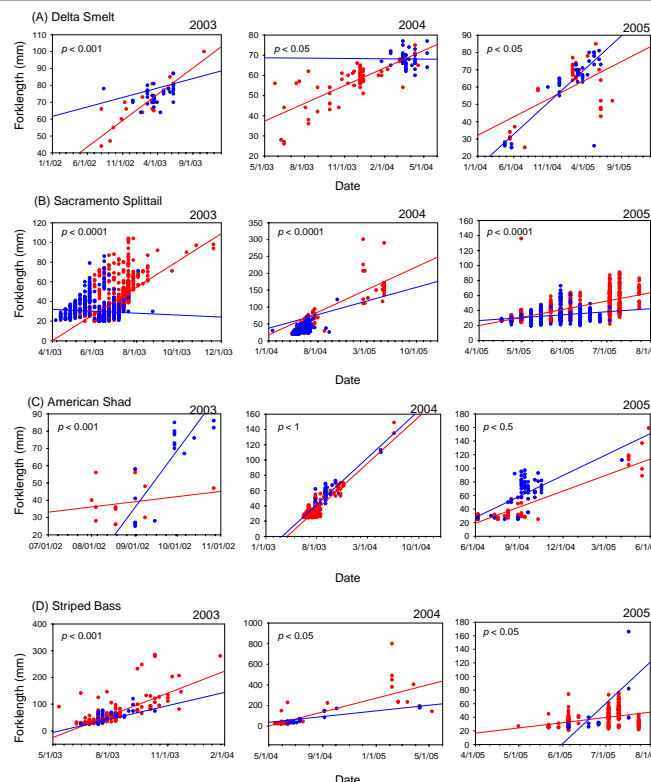 (A) Delta Smelt
2003
2004
2005
Forklength (mm)
p < 0.001
110
100
90
80
70
60
50
40
1/1/02 6/1/02 11/1/02 4/1/03 9/1/03
p < 0.05
80
70
60
50
40
30
20
5/1/03 8/1/03 11/1/03 2/1/04 5/1/04
p < 0.05
90
80
70
60
50
40
30
20
1/1/04 6/1/04 11/1/04 4/1/05 9/1/05
Date
(B) Sacramento Splittail
2003
2004
2005
Forklength (mm)
p < 0.0001
120
100
80
60
40
20
0
4/1/03 6/1/03 8/1/03 10/1/03 12/1/03
p < 0.0001
350
300
250
200
150
100
50
0
1/1/04 8/1/04 3/1/05 10/1/05
p < 0.0001
160
140
120
100
80
60
40
20
0
4/1/05 5/1/05 6/1/05 7/1/05 8/1/05
Date
(C) American Shad
2003
2004
2005
Forklength (mm)
p < 0.001
90
80
70
60
50
40
30
20
07/01/02 08/01/02 09/01/02 10/01/02 11/01/02
p < 1
160
140
120
100
80
60
40
20
0
1/1/03 8/1/03 3/1/04 10/1/04
p < 0.5
180
160
140
120
100
80
60
40
20
0
6/1/04 9/1/04 12/1/04 3/1/05 6/1/05
Date
(D) Striped Bass
2003
2004
2005
Forklength (mm)
p < 0.001
400
300
200
100
0
5/1/03 8/1/03 11/1/03 2/1/04
p < 0.05
1000
800
600
400
200
0
5/1/04 9/1/04 1/1/05 5/1/05
p < 0.05
180
160
140
120
100
80
60
40
20
0
4/1/05 5/1/05 6/1/05 7/1/05 8/1/05
Date